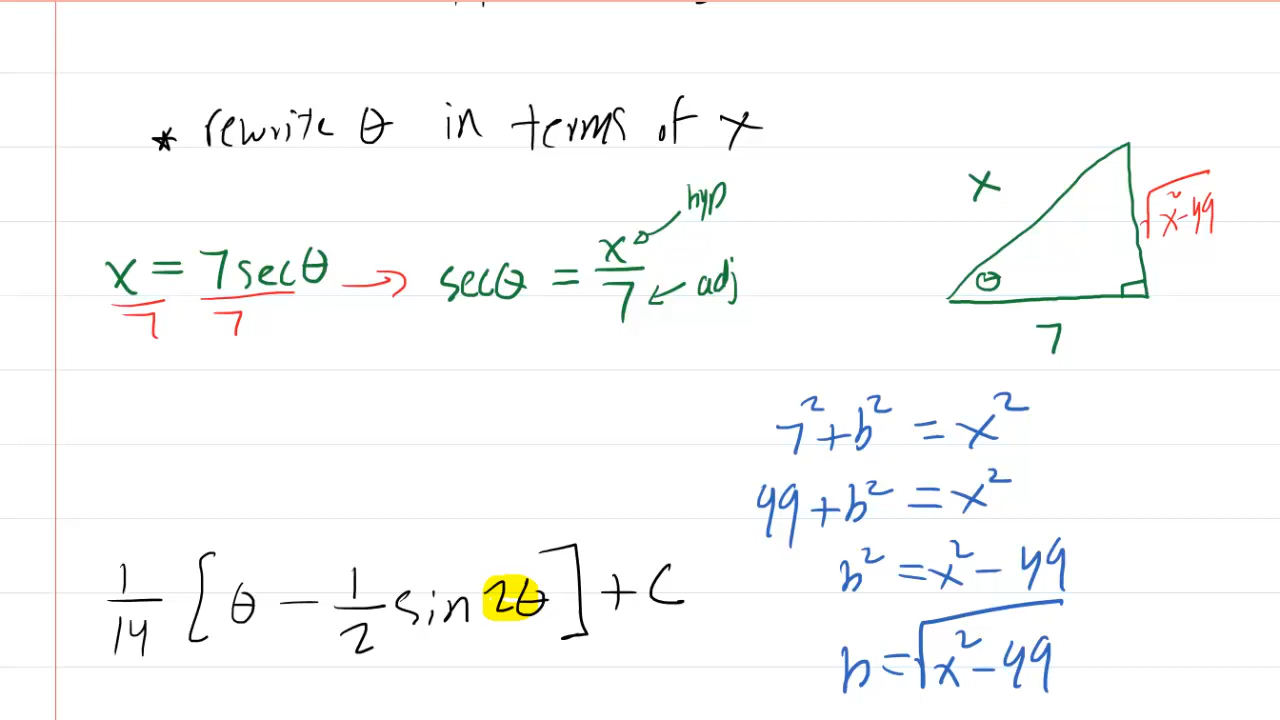 * rewrite θ in terms of x
hyp
x = 7secθ → secθ = x/7
7 7
adj
x
√x²-49
θ
7
7² + b² = x²
49 + b² = x²
b² = x² - 49
b = √x² - 49
1/14 [θ - 1/2 sin 2θ] + C